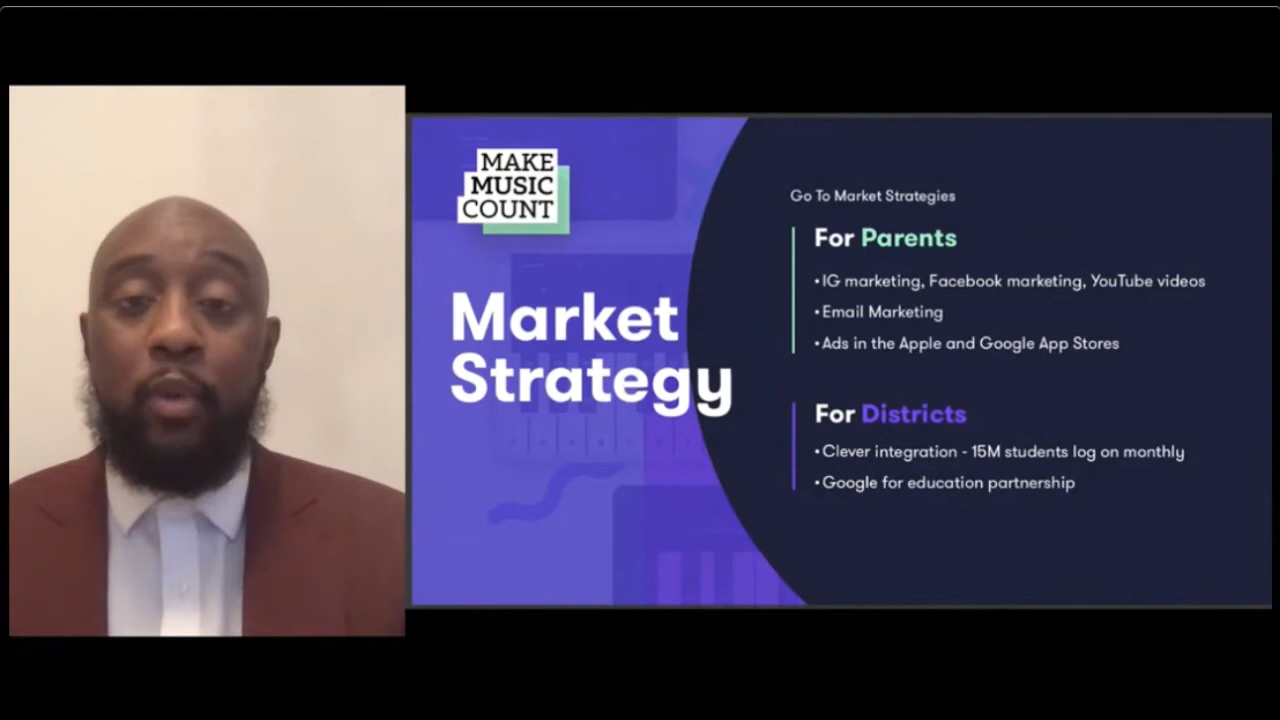 MAKE
MUSIC
COUNT
Market
Strategy
Go To Market Strategies
For Parents
•IG marketing, Facebook marketing, YouTube videos
•Email Marketing
•Ads in the Apple and Google App Stores
For Districts
•Clever integration - 15M students log on monthly
•Google for education partnership